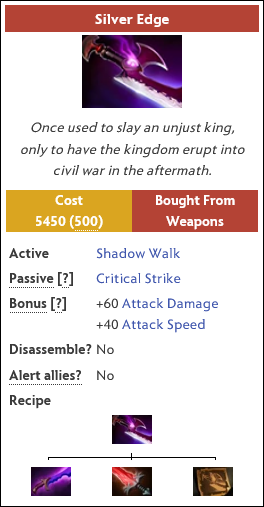 Silver Edge
Once used to slay an unjust king,
only to have the kingdom erupt into
civil war in the aftermath.
Cost
5450 (500)
Bought From
Weapons
Active Shadow Walk
Passive [?] Critical Strike
Bonus [?] +60 Attack Damage
+40 Attack Speed
Disassemble? No
Alert allies? No
Recipe